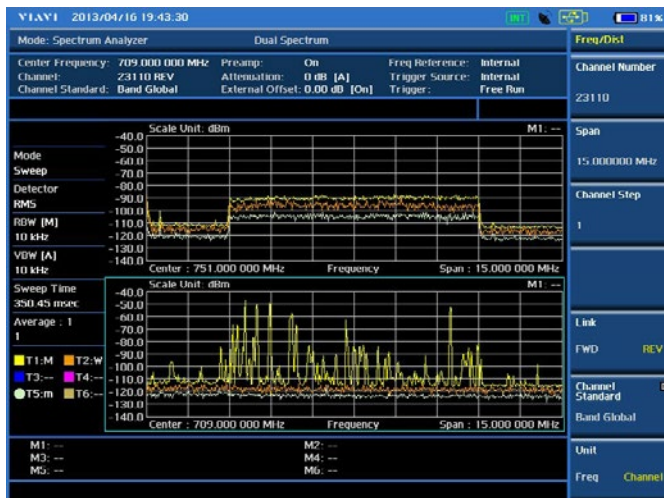 VIAVI 2013/04/16 19:43.30 INT 81%
Mode: Spectrum Analyzer Dual Spectrum Freq/Dist
Center Frequency: 709.000 000 MHz Preamp: On Freq Reference: Internal
Channel: 23110 REV Attenuation: 0 dB [A] Trigger Source: Internal
Channel Standard: Band Global External Offset: 0.00 dB [On] Trigger: Free Run
Channel Number
23110
Scale Unit: dBm M1: --
-40.0
-50.0
-60.0
-70.0
-80.0
-90.0
-100.0
-110.0
-120.0
-130.0
-140.0
Center : 751.000 000 MHz Frequency Span : 15.000 000 MHz
Mode
Sweep
Detector
RMS
RBW [M]
10 kHz
VBW [A]
10 kHz
Sweep Time
350.45 msec
Average : 1
1
T1:M T2:W
T3:-- T4:--
T5:m T6:--
Scale Unit: dBm M1: --
-40.0
-50.0
-60.0
-70.0
-80.0
-90.0
-100.0
-110.0
-120.0
-130.0
-140.0
Center : 709.000 000 MHz Frequency Span : 15.000 000 MHz
M1: -- M2: --
M3: -- M4: --
M5: -- M6: --
Span
15.000000 MHz
Channel Step
1
Link
FWD REV
Channel
Standard
Band Global
Unit
Freq Channel